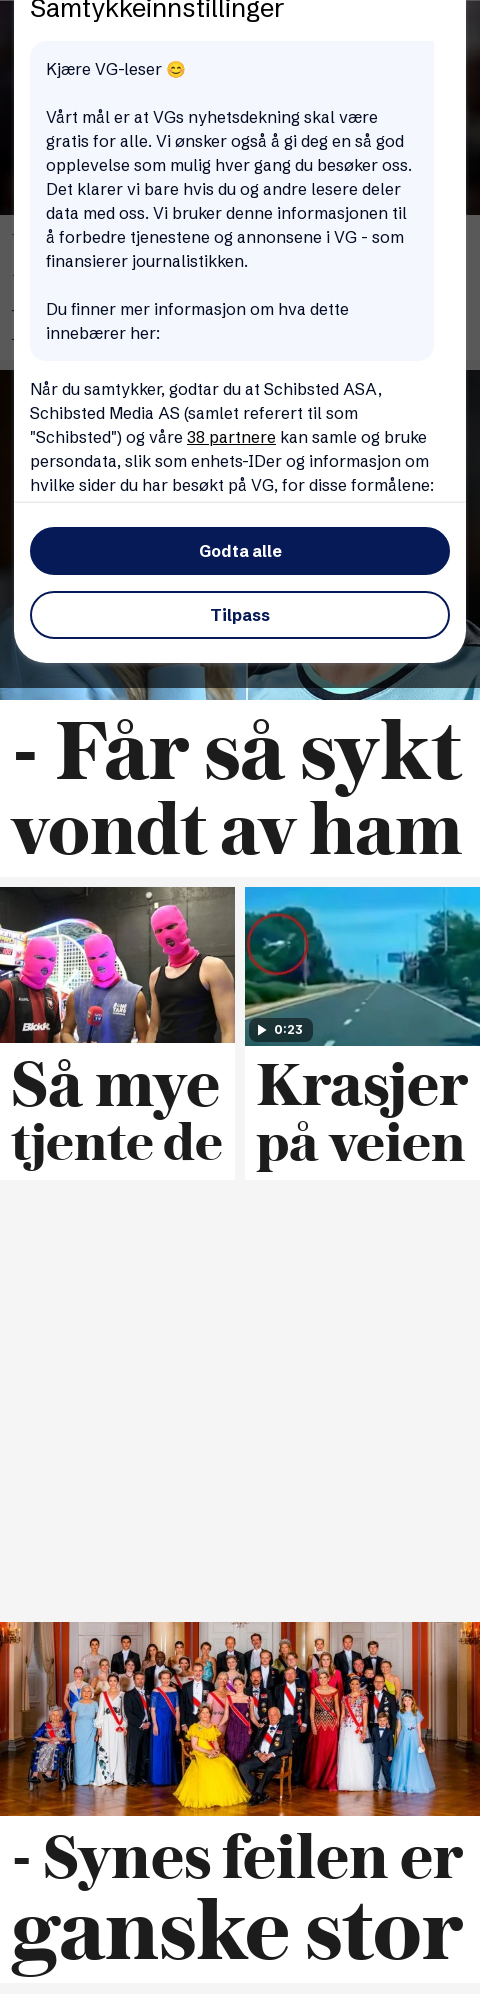 Samtykkeinnstillinger
Kjære VG-leser 😊
Vårt mål er at VGs nyhetsdekning skal være
gratis for alle. Vi ønsker også å gi deg en så god
opplevelse som mulig hver gang du besøker oss.
Det klarer vi bare hvis du og andre lesere deler
data med oss. Vi bruker denne informasjonen til
å forbedre tjenestene og annonsene i VG - som
finansierer journalistikken.
Du finner mer informasjon om hva dette
innebærer her:
Når du samtykker, godtar du at Schibsted ASA,
Schibsted Media AS (samlet referert til som
"Schibsted") og våre 38 partnere kan samle og bruke
persondata, slik som enhets-IDer og informasjon om
hvilke sider du har besøkt på VG, for disse formålene:
Godta alle
Tilpass
- Får så sykt
vondt av ham
Blokk.
0:23
Så mye
tjente de
Krasjer
på veien
- Synes feilen er
ganske stor